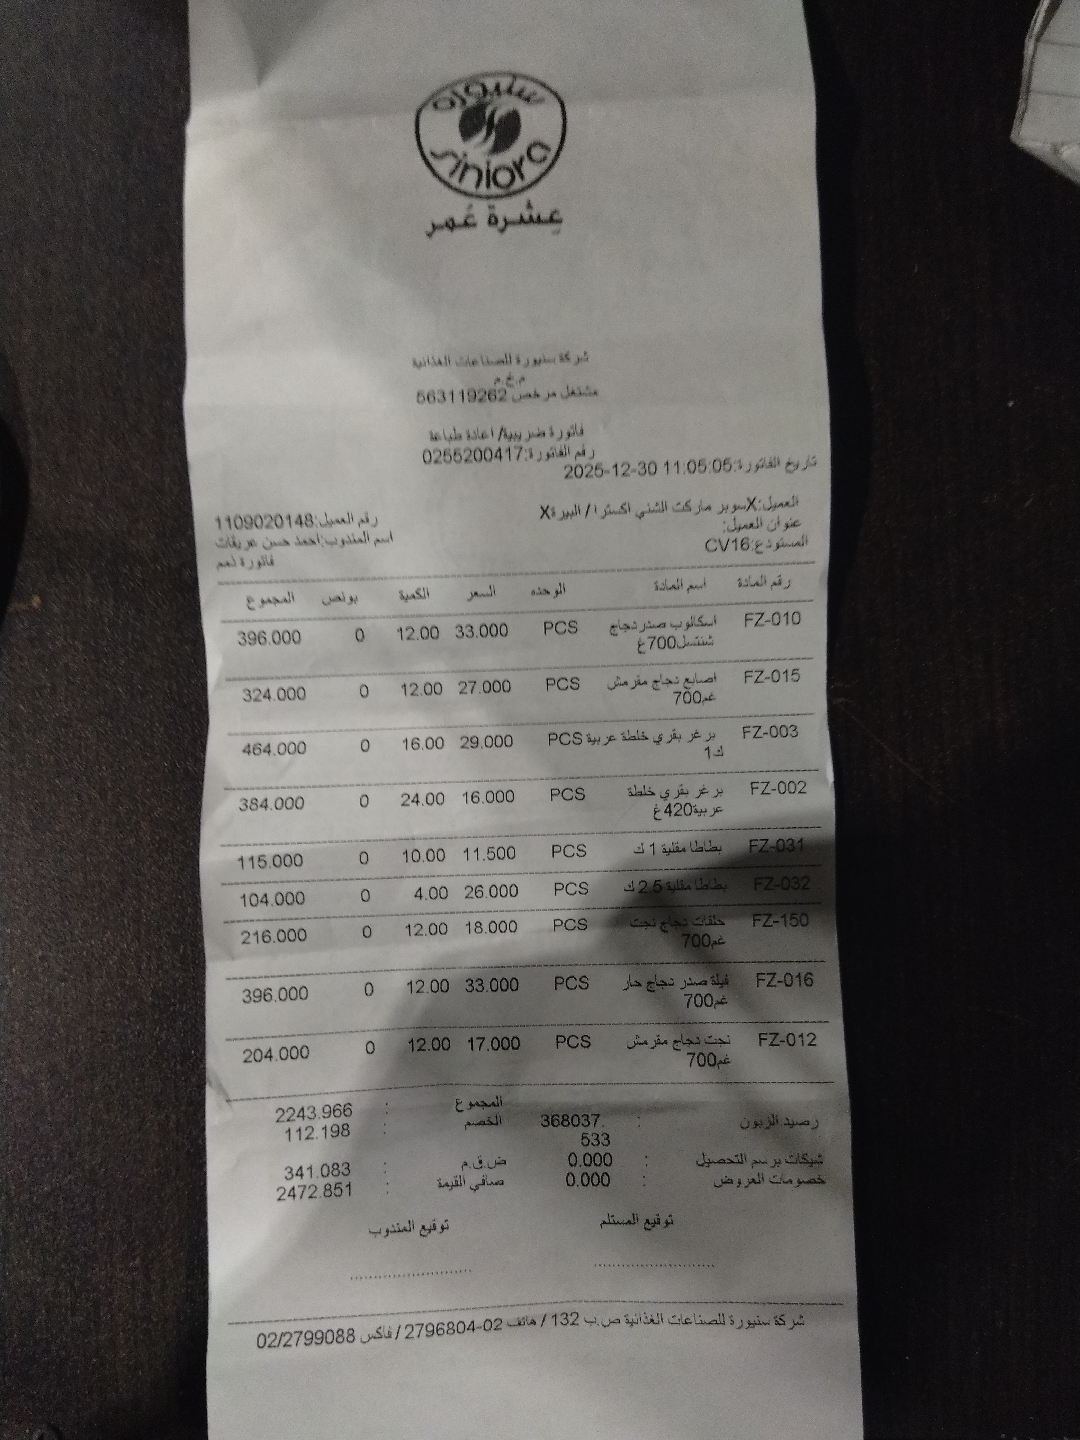 سنيورة
siniora
عِشرة عُمر
شركة سنيورة للصناعات الغذائية
م.خ.م
مشتغل مرخص 563119262
فاتورة ضريبية/ اعادة طباعة
رقم الفاتورة:0255200417
تاريخ الفاتورة:2025-12-30 11:05:05
العميل:Xسوبر ماركت الشني اكسترا / البيرةX
رقم العميل:1109020148
عنوان العميل:
اسم المندوب:احمد حسن عريقات
المستودع:CV16
فاتورة ذمم
رقم المادة اسم المادة الوحده السعر الكمية بونص المجموع
FZ-010 اسكالوب صدر دجاج PCS 33.000 12.00 0 396.000
شنتسل700غ
FZ-015 اصابع دجاج مقرمش PCS 27.000 12.00 0 324.000
700غم
FZ-003 برغر بقري خلطة عربية PCS 29.000 16.00 0 464.000
1ك
FZ-002 برغر بقري خلطة PCS 16.000 24.00 0 384.000
عربية420غ
FZ-031 بطاطا مقلية 1 ك PCS 11.500 10.00 0 115.000
FZ-032 بطاطا مقلية 2.5 ك PCS 26.000 4.00 0 104.000
FZ-150 حلقات دجاج نجت PCS 18.000 12.00 0 216.000
700غم
FZ-016 فيلة صدر دجاج حار PCS 33.000 12.00 0 396.000
700غم
FZ-012 نجت دجاج مقرمش PCS 17.000 12.00 0 204.000
700غم
المجموع : 2243.966
رصيد الزبون : 368037.
533
الخصم : 112.198
شيكات برسم التحصيل : 0.000
ض.ق.م : 341.083
خصومات العروض : 0.000
صافي القيمة : 2472.851
توقيع المستلم توقيع المندوب
........................ ........................
شركة سنيورة للصناعات الغذائية ص.ب 132 / هاتف 02-2796804 / فاكس 02/2799088